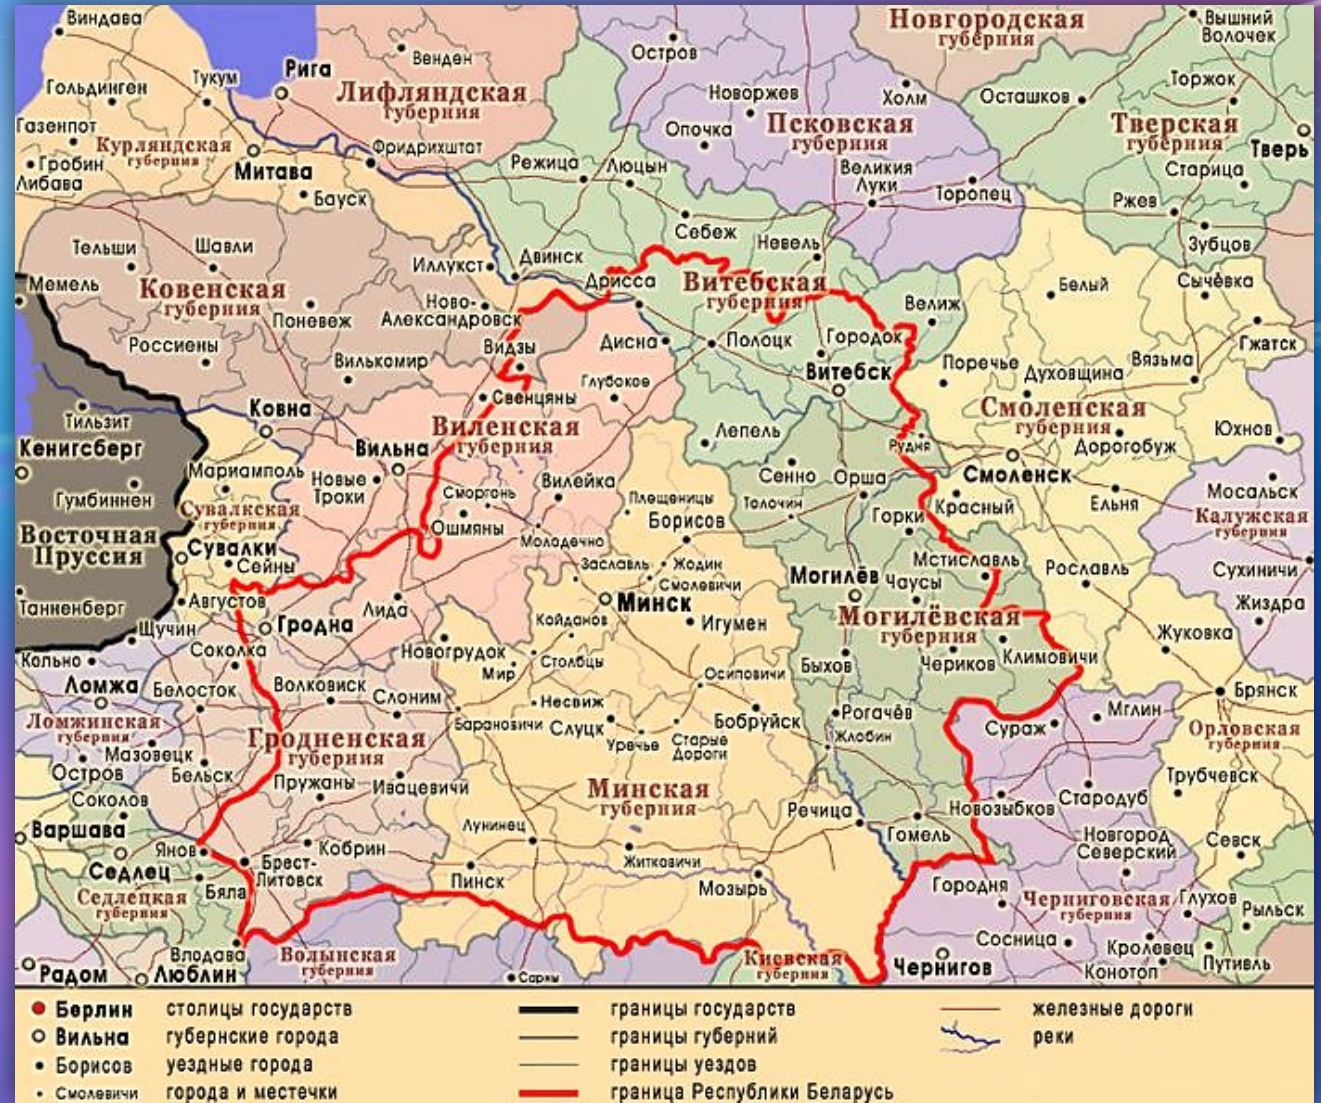 Виндава
Новгородская
губерния
Вышний
Волочек
Остров
Венден
Рига
Тукум
Гольдинген
Лифляндская
губерния
Новоржев
Холм
Осташков
Торжок
Газенпот
Курляндская
губерния
Опочка
Псковская
губерния
Тверская
губерния
Тверь
Фридрихштат
Гробин
Либава
Митава
Режица
Люцын
Великия
Луки
Торопец
Старица
Бауск
Ржев
Себеж
Невель
Зубцов
Тельши
Шавли
Иллукст
Двинск
Дрисса
Витебская
губерния
Белый
Сычёвка
Мемель
Ковенская
губерния
Поневеж
Ново-
Александровск
Велиж
Россиены
Вилькомир
Видзы
Дисна
Полоцк
Городок
Гжатск
Вязьма
Поречье
Духовщина
Витебск
Свенцяны
Глубокое
Тильзит
Ковна
Виленская
губерния
Смоленская
губерния
Юхнов
Кенигсберг
Вильна
Лепель
Рудня
Дорогобуж
Мариамполь
Новые
Троки
Сморгонь
Вилейка
Сенно
Орша
Смоленск
Гумбиннен
Сувалкская
губерния
Плещеницы
Борисов
Толочин
Горки
Красный
Ельня
Мосальск
Калужская
губерния
Восточная
Пруссия
Ошмяны
Молодечно
Сувалки
Сейны
Заславль
Жодин
Смолевичи
Мстиславль
Рославль
Сухиничи
Могилёв
Чаусы
Танненберг
Августов
Лида
Минск
Жиздра
Щучин
Гродна
Койданов
Игумен
Могилёвская
губерния
Жуковка
Кольно
Соколка
Новогрудок
Мир
Столбцы
Быхов
Чериков
Климовичи
Ломжа
Белосток
Волковиск
Слоним
Осиповичи
Брянск
Ломжинская
губерния
Несвиж
Барановичи
Слуцк
Уречье
Старые
Дороги
Бобруйск
Рогачёв
Жлобин
Сураж
Мглин
Орловская
губерния
Мазовецк
Гродненская
губерния
Остров
Бельск
Пружаны
Ивацевичи
Минская
губерния
Трубчевск
Соколов
Речица
Новозыбков
Стародуб
Варшава
Лунинец
Гомель
Новгород
Северский
Севск
Янов
Кобрин
Житковичи
Седлец
Брест-
Литовск
Пинск
Мозырь
Городня
Бяла
Седлецкая
губерния
Черниговская
губерния
Глухов
Рыльск
Влодава
Волынская
губерния
Киевская
губерния
Сосница
Кролевец
Радом
Люблин
Сарны
Чернигов
Конотоп
Путивль
Берлин столицы государств границы государств железные дороги
Вильна губернские города границы губерний реки
Борисов уездные города границы уездов
Смолевичи города и местечки граница Республики Беларусь